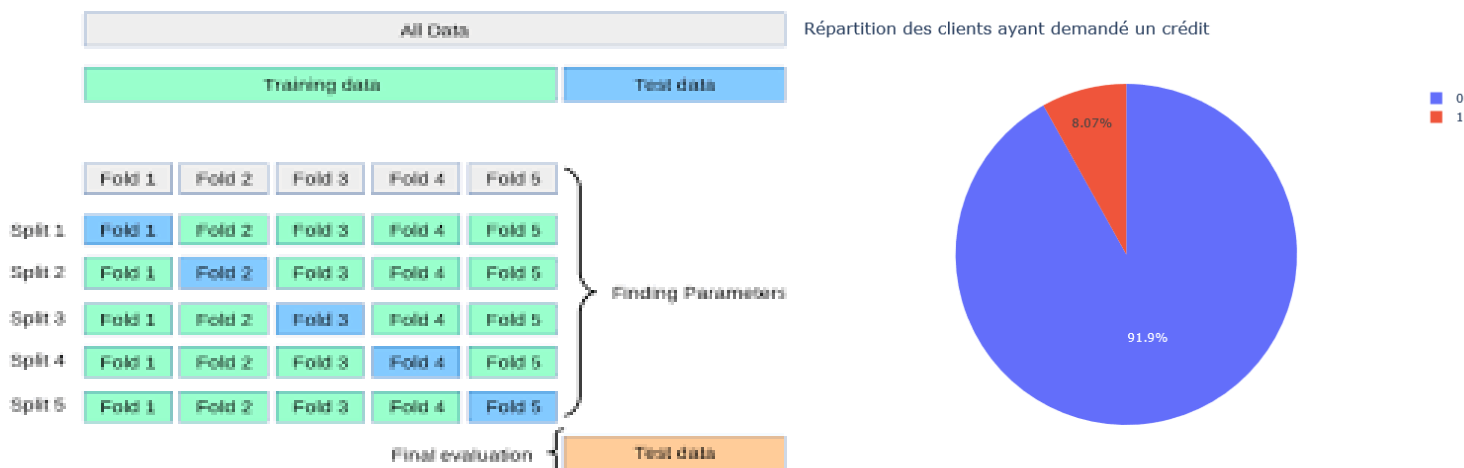 All Data
Training data Test data
Fold 1 Fold 2 Fold 3 Fold 4 Fold 5
Split 1 Fold 1 Fold 2 Fold 3 Fold 4 Fold 5
Split 2 Fold 1 Fold 2 Fold 3 Fold 4 Fold 5
Finding Parameters
Split 3 Fold 1 Fold 2 Fold 3 Fold 4 Fold 5
Split 4 Fold 1 Fold 2 Fold 3 Fold 4 Fold 5
Split 5 Fold 1 Fold 2 Fold 3 Fold 4 Fold 5
Final evaluation Test data
Répartition des clients ayant demandé un crédit
0
1
8.07%
91.9%